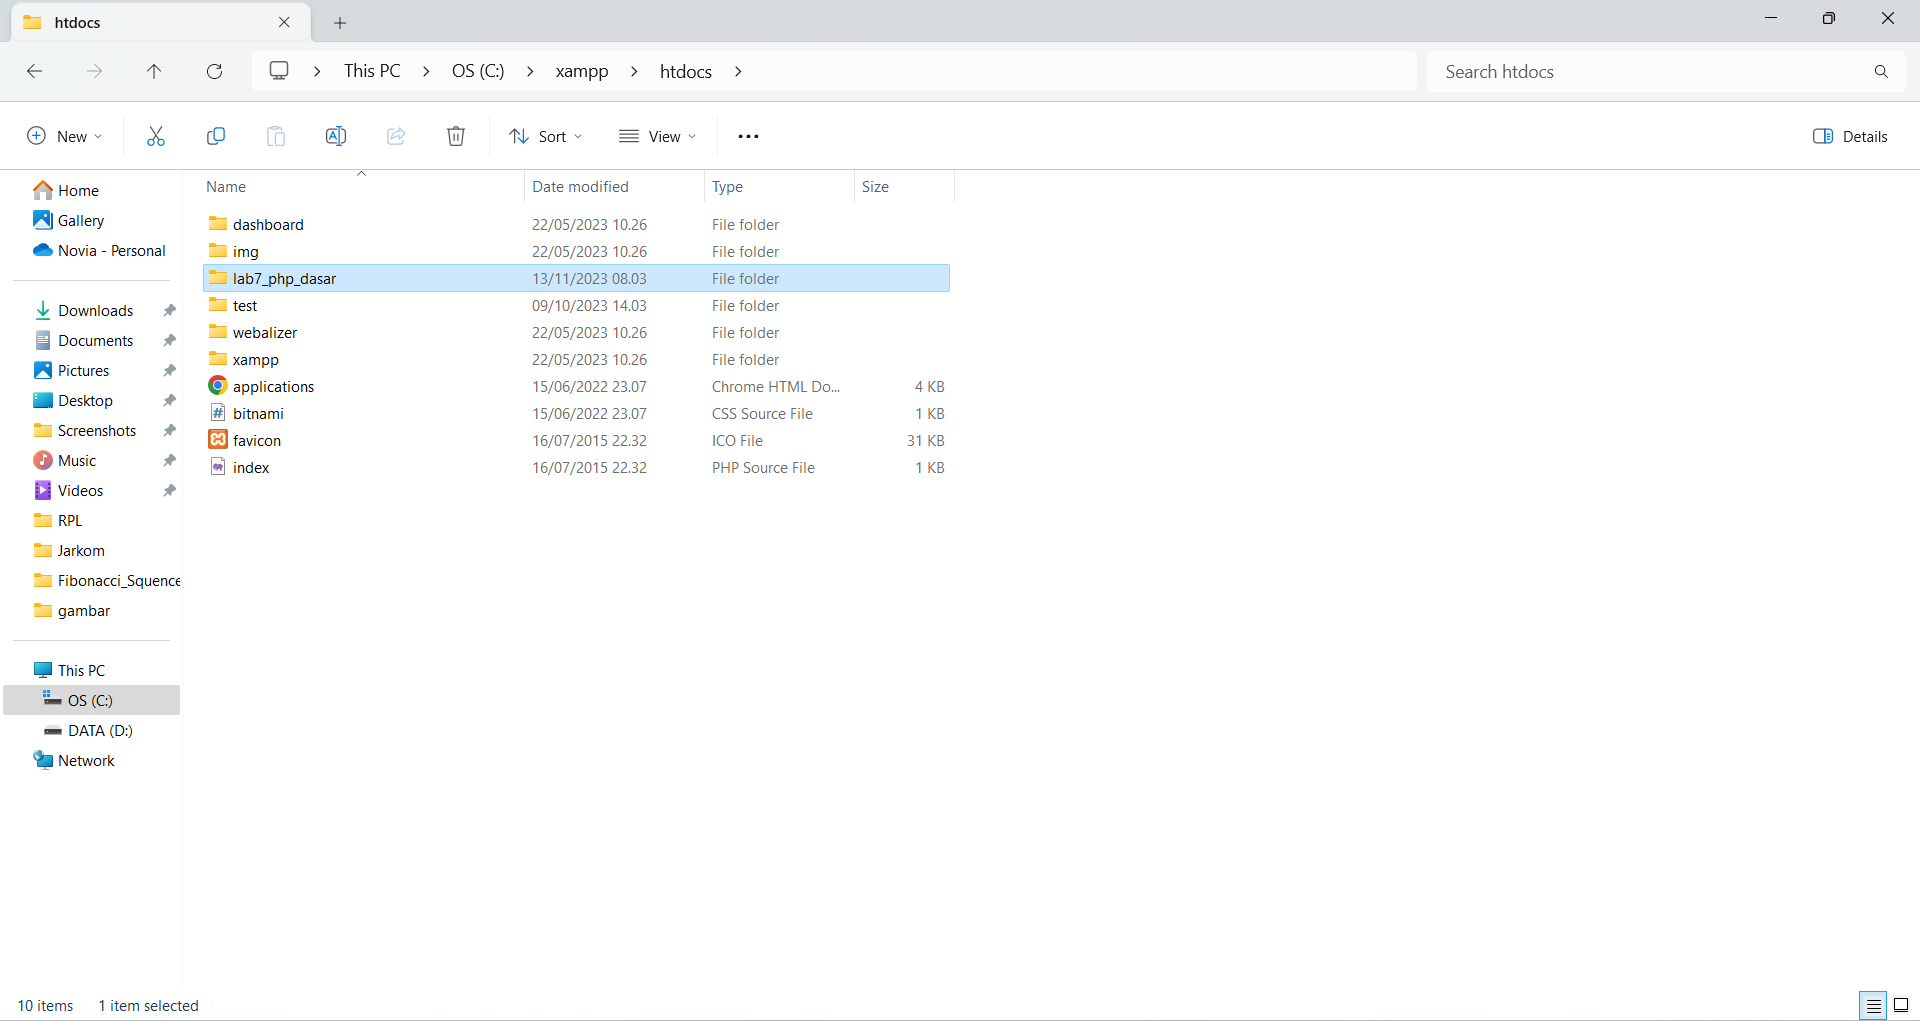 htdocs
This PC > OS (C:) > xampp > htdocs >
Search htdocs
New
Sort
View
Details
Home
Gallery
Novia - Personal
Downloads
Documents
Pictures
Desktop
Screenshots
Music
Videos
RPL
Jarkom
Fibonacci_Squence
gambar
This PC
OS (C:)
DATA (D:)
Network
Name Date modified Type Size
dashboard 22/05/2023 10.26 File folder
img 22/05/2023 10.26 File folder
lab7_php_dasar 13/11/2023 08.03 File folder
test 09/10/2023 14.03 File folder
webalizer 22/05/2023 10.26 File folder
xampp 22/05/2023 10.26 File folder
applications 15/06/2022 23.07 Chrome HTML Do... 4 KB
bitnami 15/06/2022 23.07 CSS Source File 1 KB
favicon 16/07/2015 22.32 ICO File 31 KB
index 16/07/2015 22.32 PHP Source File 1 KB
10 items 1 item selected